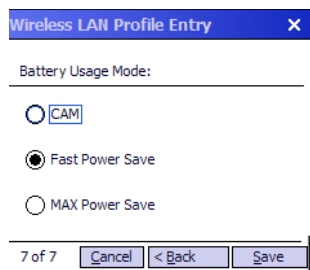 Wireless LAN Profile Entry X
Battery Usage Mode:
CAM
Fast Power Save
MAX Power Save
7 of 7 Cancel < Back Save